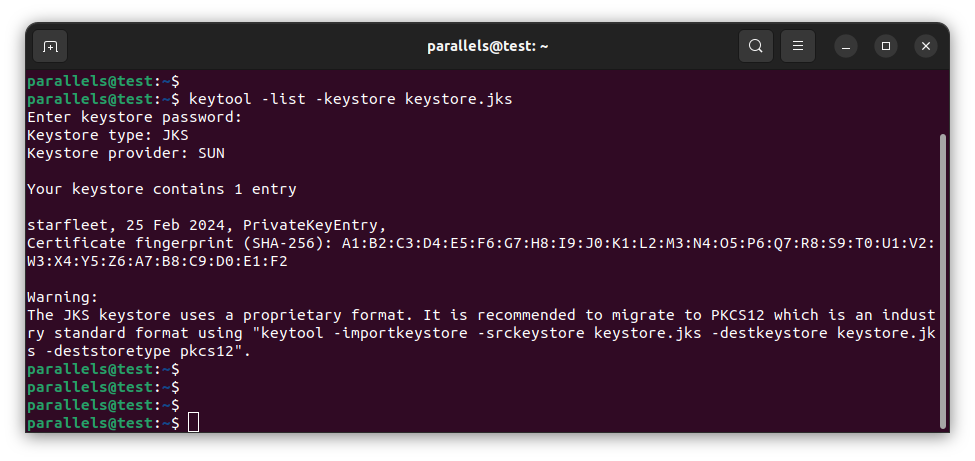 parallels@test: ~
parallels@test:~$
parallels@test:~$ keytool -list -keystore keystore.jks
Enter keystore password:
Keystore type: JKS
Keystore provider: SUN
Your keystore contains 1 entry
starfleet, 25 Feb 2024, PrivateKeyEntry,
Certificate fingerprint (SHA-256): A1:B2:C3:D4:E5:F6:G7:H8:I9:J0:K1:L2:M3:N4:O5:P6:Q7:R8:S9:T0:U1:V2:
W3:X4:Y5:Z6:A7:B8:C9:D0:E1:F2
Warning:
The JKS keystore uses a proprietary format. It is recommended to migrate to PKCS12 which is an indust
ry standard format using "keytool -importkeystore -srckeystore keystore.jks -destkeystore keystore.jk
s -deststoretype pkcs12".
parallels@test:~$
parallels@test:~$
parallels@test:~$
parallels@test:~$